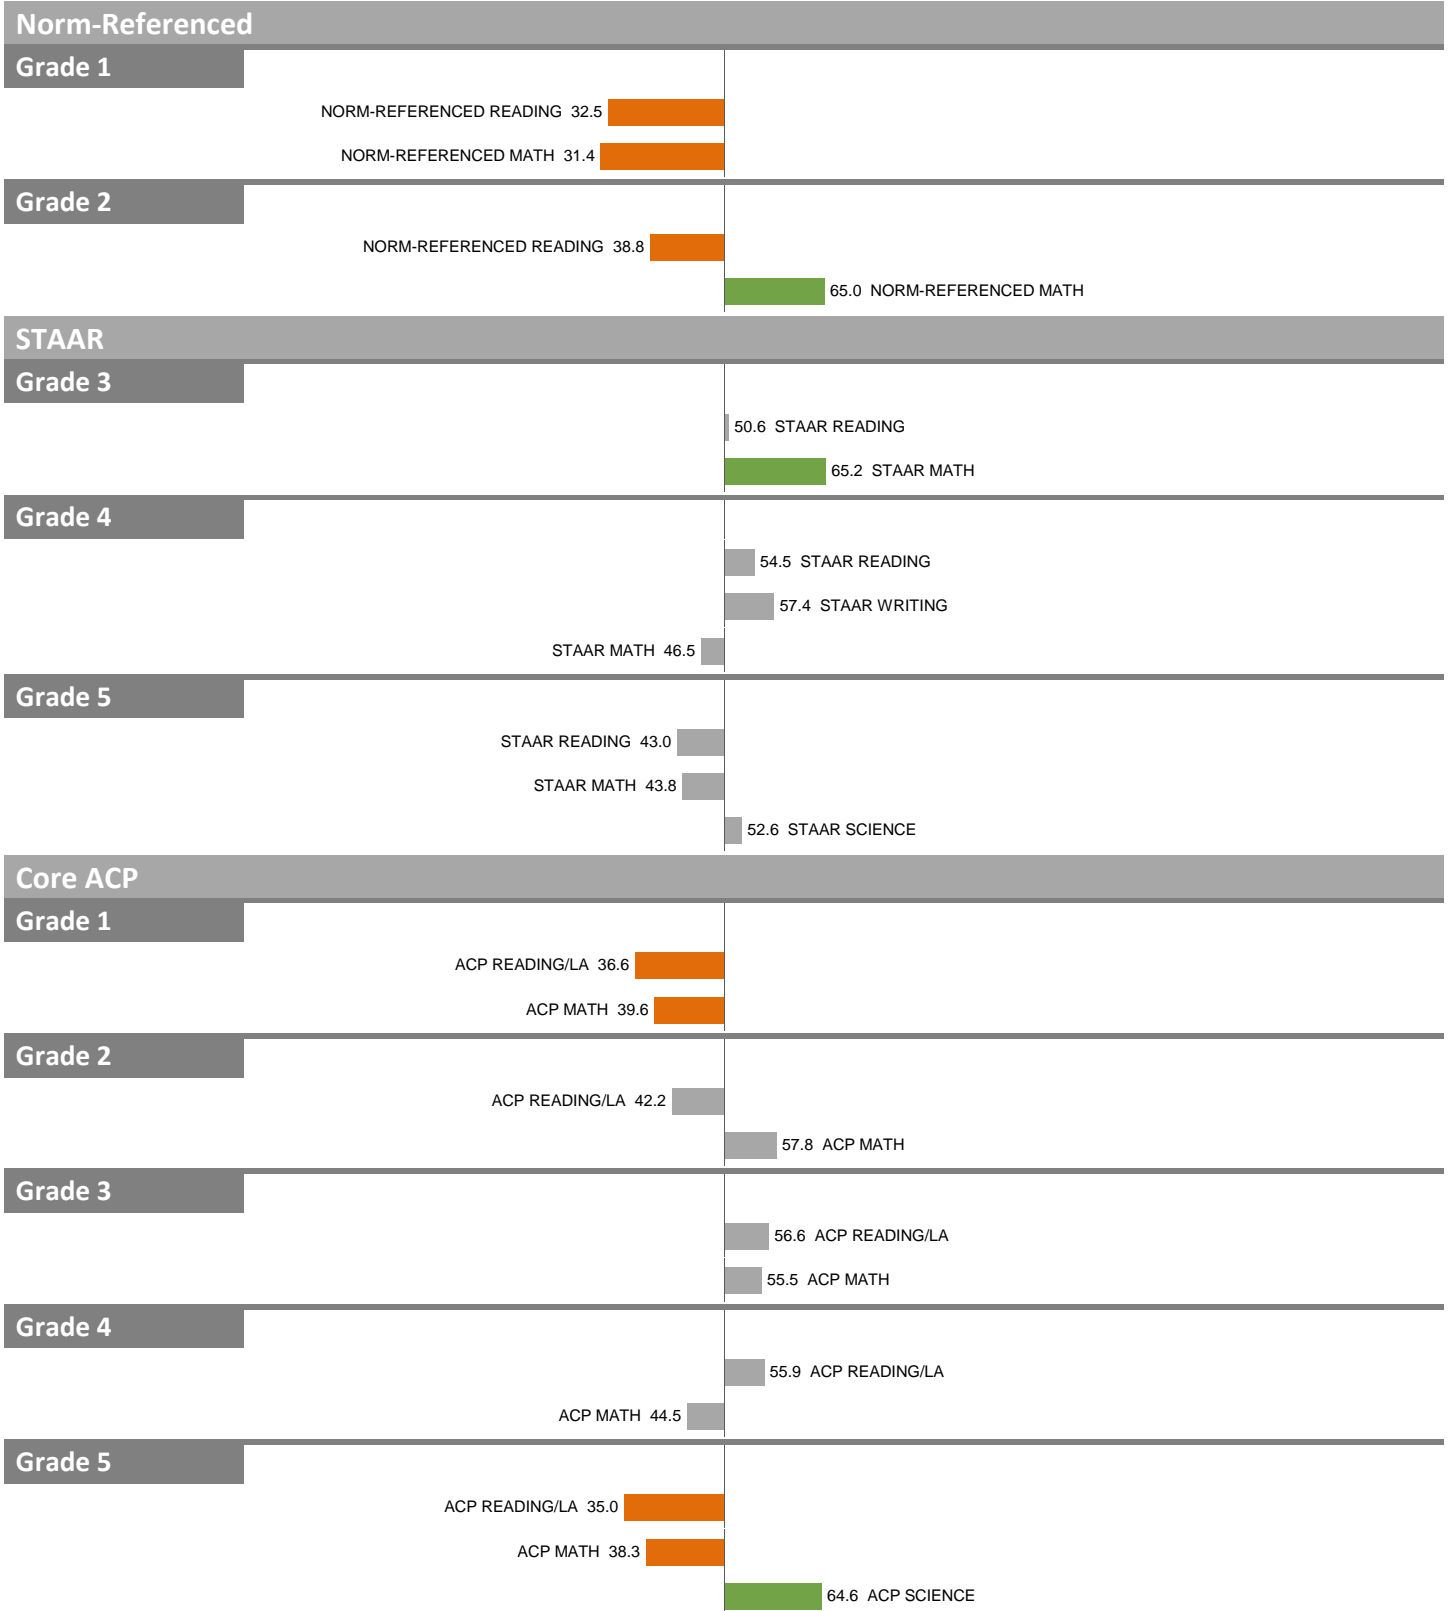 Norm-Referenced
Grade 1
NORM-REFERENCED READING 32.5
NORM-REFERENCED MATH 31.4
Grade 2
NORM-REFERENCED READING 38.8
65.0 NORM-REFERENCED MATH
STAAR
Grade 3
50.6 STAAR READING
65.2 STAAR MATH
Grade 4
54.5 STAAR READING
57.4 STAAR WRITING
STAAR MATH 46.5
Grade 5
STAAR READING 43.0
STAAR MATH 43.8
52.6 STAAR SCIENCE
Core ACP
Grade 1
ACP READING/LA 36.6
ACP MATH 39.6
Grade 2
ACP READING/LA 42.2
57.8 ACP MATH
Grade 3
56.6 ACP READING/LA
55.5 ACP MATH
Grade 4
55.9 ACP READING/LA
ACP MATH 44.5
Grade 5
ACP READING/LA 35.0
ACP MATH 38.3
64.6 ACP SCIENCE